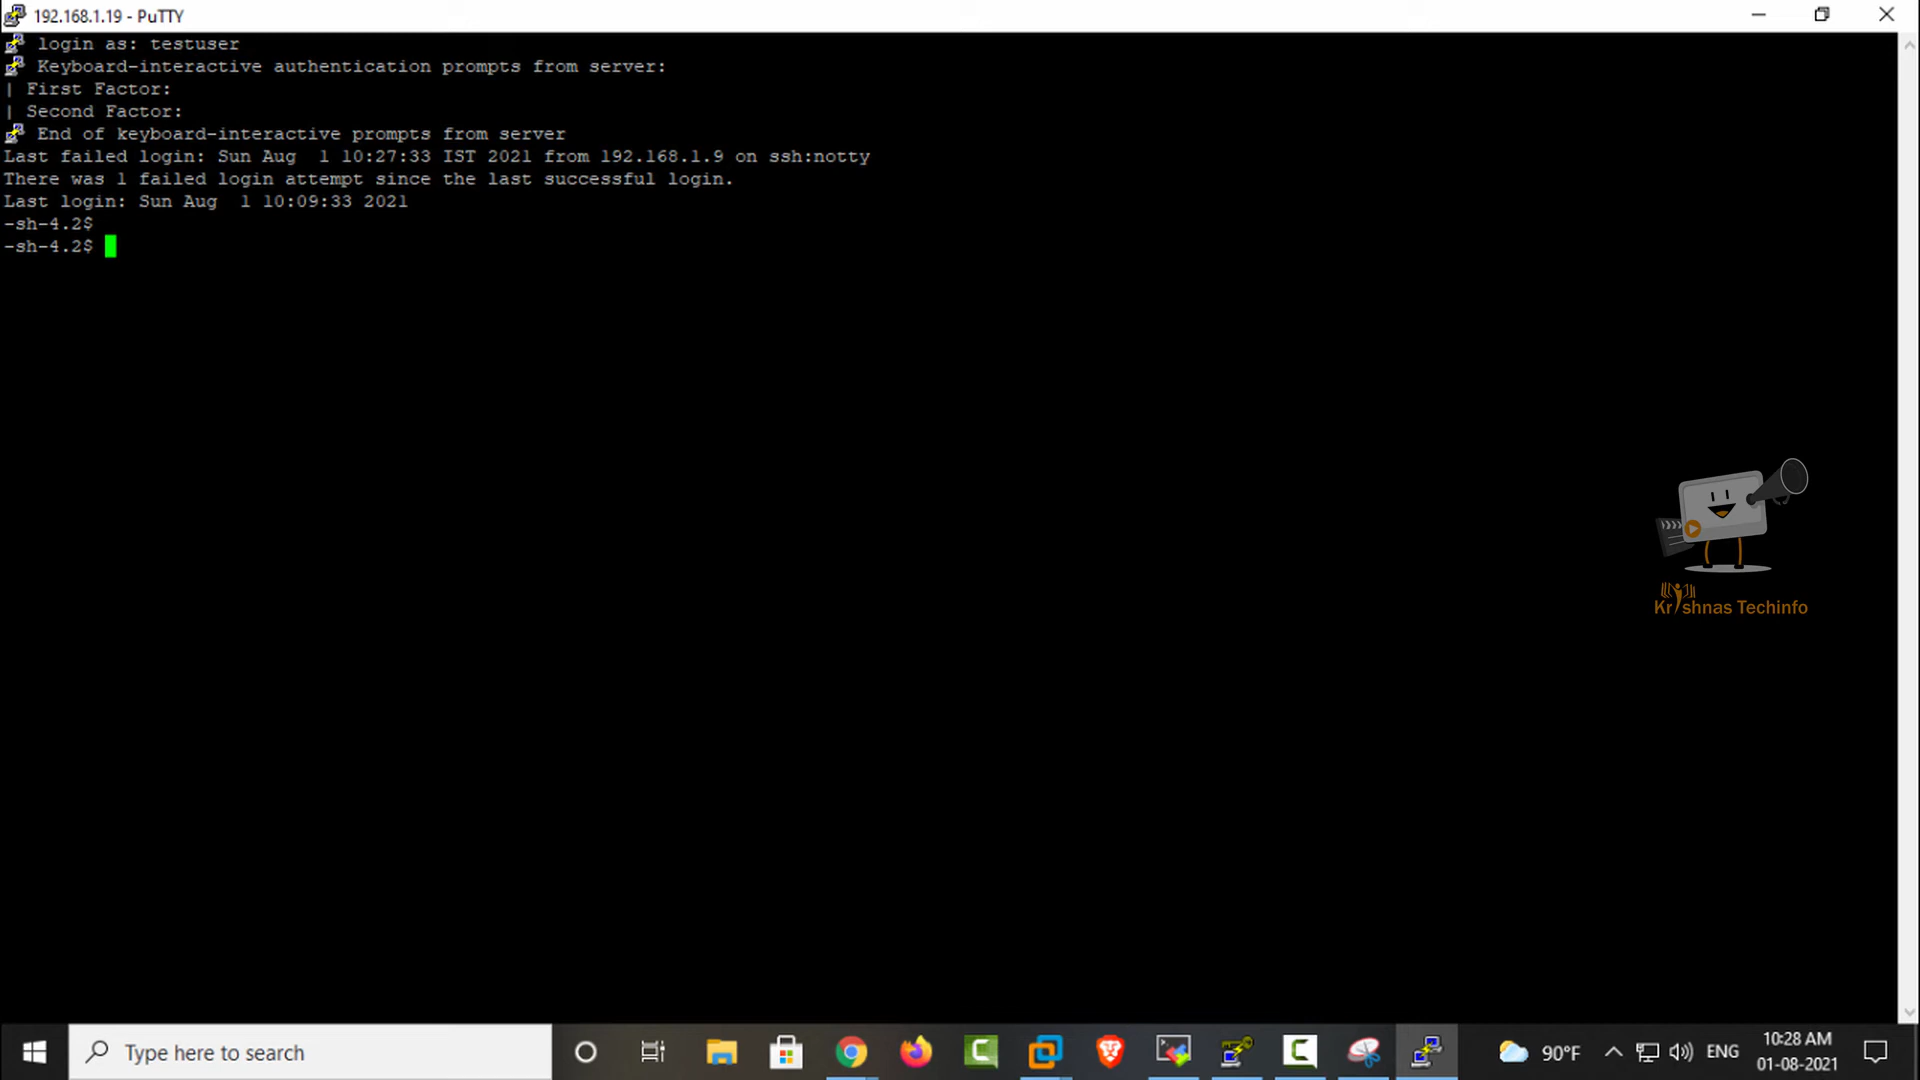 192.168.1.19 - PuTTY
login as: testuser
Keyboard-interactive authentication prompts from server:
| First Factor:
| Second Factor:
End of keyboard-interactive prompts from server
Last failed login: Sun Aug  1 10:27:33 IST 2021 from 192.168.1.9 on ssh:notty
There was 1 failed login attempt since the last successful login.
Last login: Sun Aug  1 10:09:33 2021
-sh-4.2$
-sh-4.2$
Krishnas Techinfo
Type here to search
90°F
ENG
10:28 AM
01-08-2021